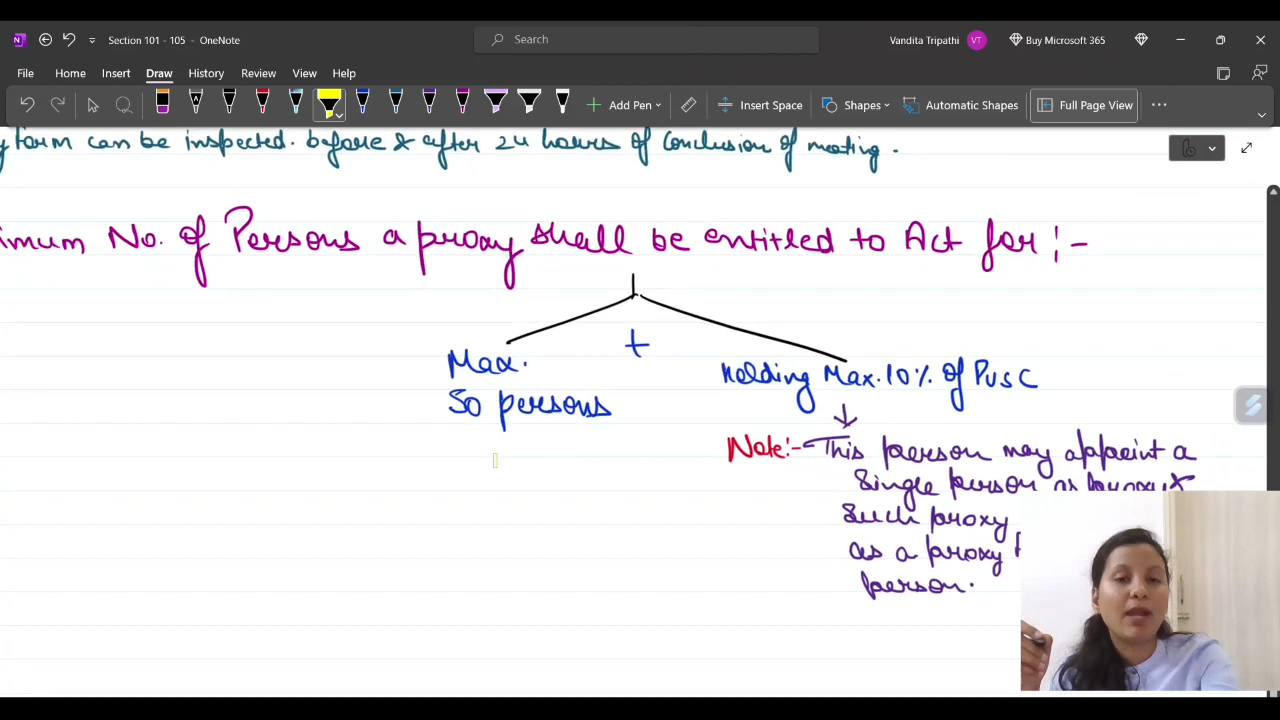 Section 101 - 105 - OneNote
Search
Vandita Tripathi VT
Buy Microsoft 365
File Home Insert Draw History Review View Help
Add Pen
Insert Space
Shapes
Automatic Shapes
Full Page View
form can be inspected. before & after 24 hours of conclusion of meeting.
imum No. of Persons a proxy shall be entitled to Act for :-
+
Max.
50 persons
Holding Max. 10% of PUSC
Note:- This person may appoint a
single person as proxy &
such proxy
as a proxy
person.